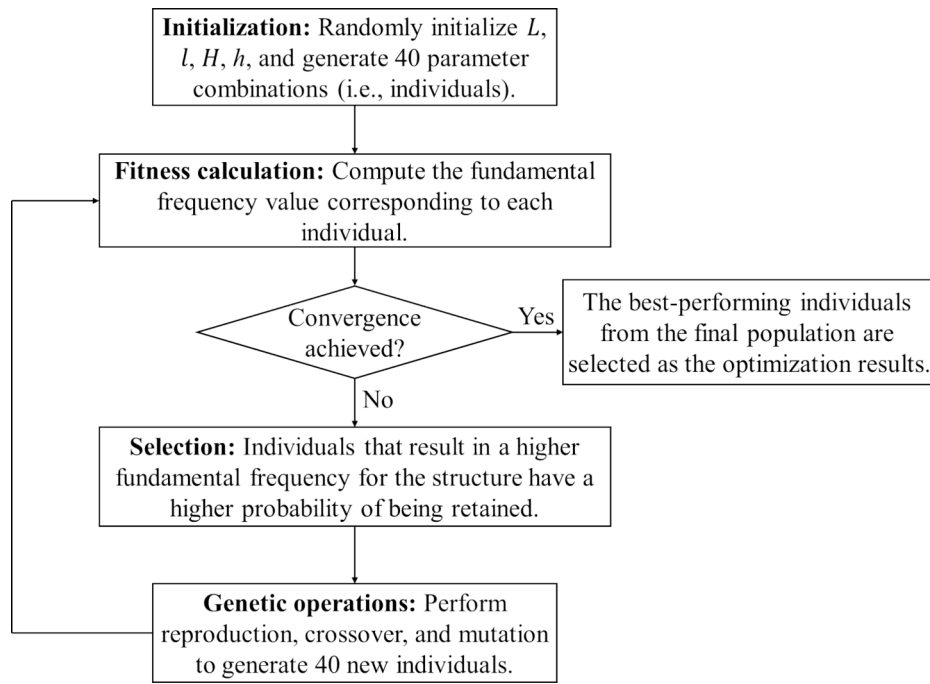 Initialization: Randomly initialize L,
l, H, h, and generate 40 parameter
combinations (i.e., individuals).
Fitness calculation: Compute the fundamental
frequency value corresponding to each
individual.
Convergence
achieved?
Yes
The best-performing individuals
from the final population are
selected as the optimization results.
No
Selection: Individuals that result in a higher
fundamental frequency for the structure have a
higher probability of being retained.
Genetic operations: Perform
reproduction, crossover, and mutation
to generate 40 new individuals.